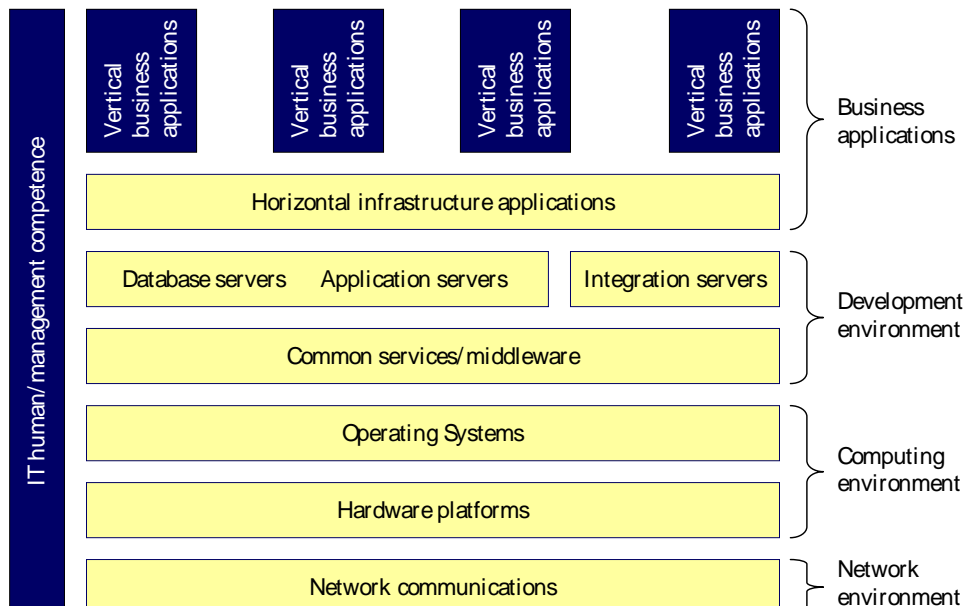 IT human/management competence
Vertical
business
applications
Vertical
business
applications
Vertical
business
applications
Vertical
business
applications
Business
applications
Horizontal infrastructure applications
Database servers Application servers
Integration servers
Development
environment
Common services/middleware
Operating Systems
Computing
environment
Hardware platforms
Network communications
Network
environment